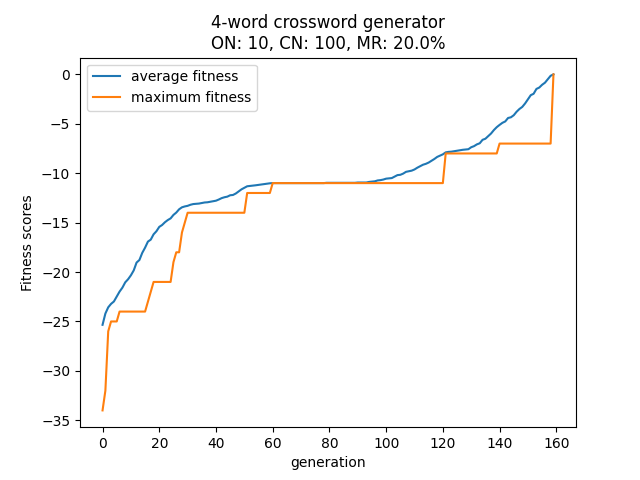 4-word crossword generator
ON: 10, CN: 100, MR: 20.0%
average fitness
maximum fitness
Fitness scores
0
−5
−10
−15
−20
−25
−30
−35
0 20 40 60 80 100 120 140 160
generation